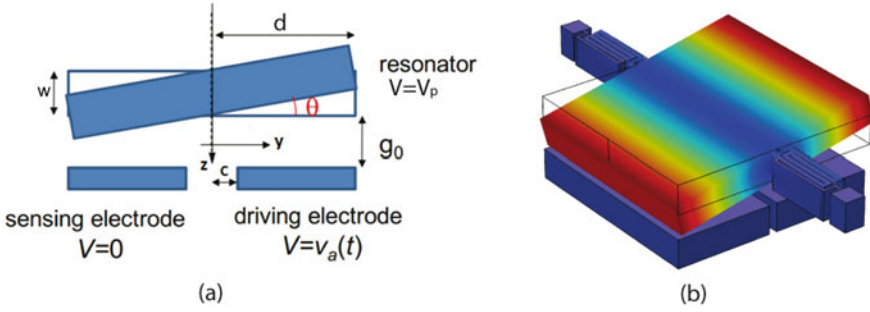 d
w
resonator
V=Vp
θ
g0
y
z
c
sensing electrode
V=0
driving electrode
V=va(t)
(a)
(b)